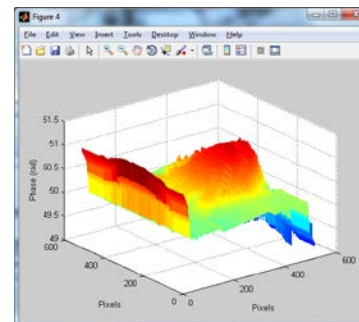 Figure 4
File Edit View Insert Tools Desktop Window Help
51.5
51
50.5
50
49.5
49
Phase (rad)
600
400
200
0
Pixels
0
200
400
600
Pixels